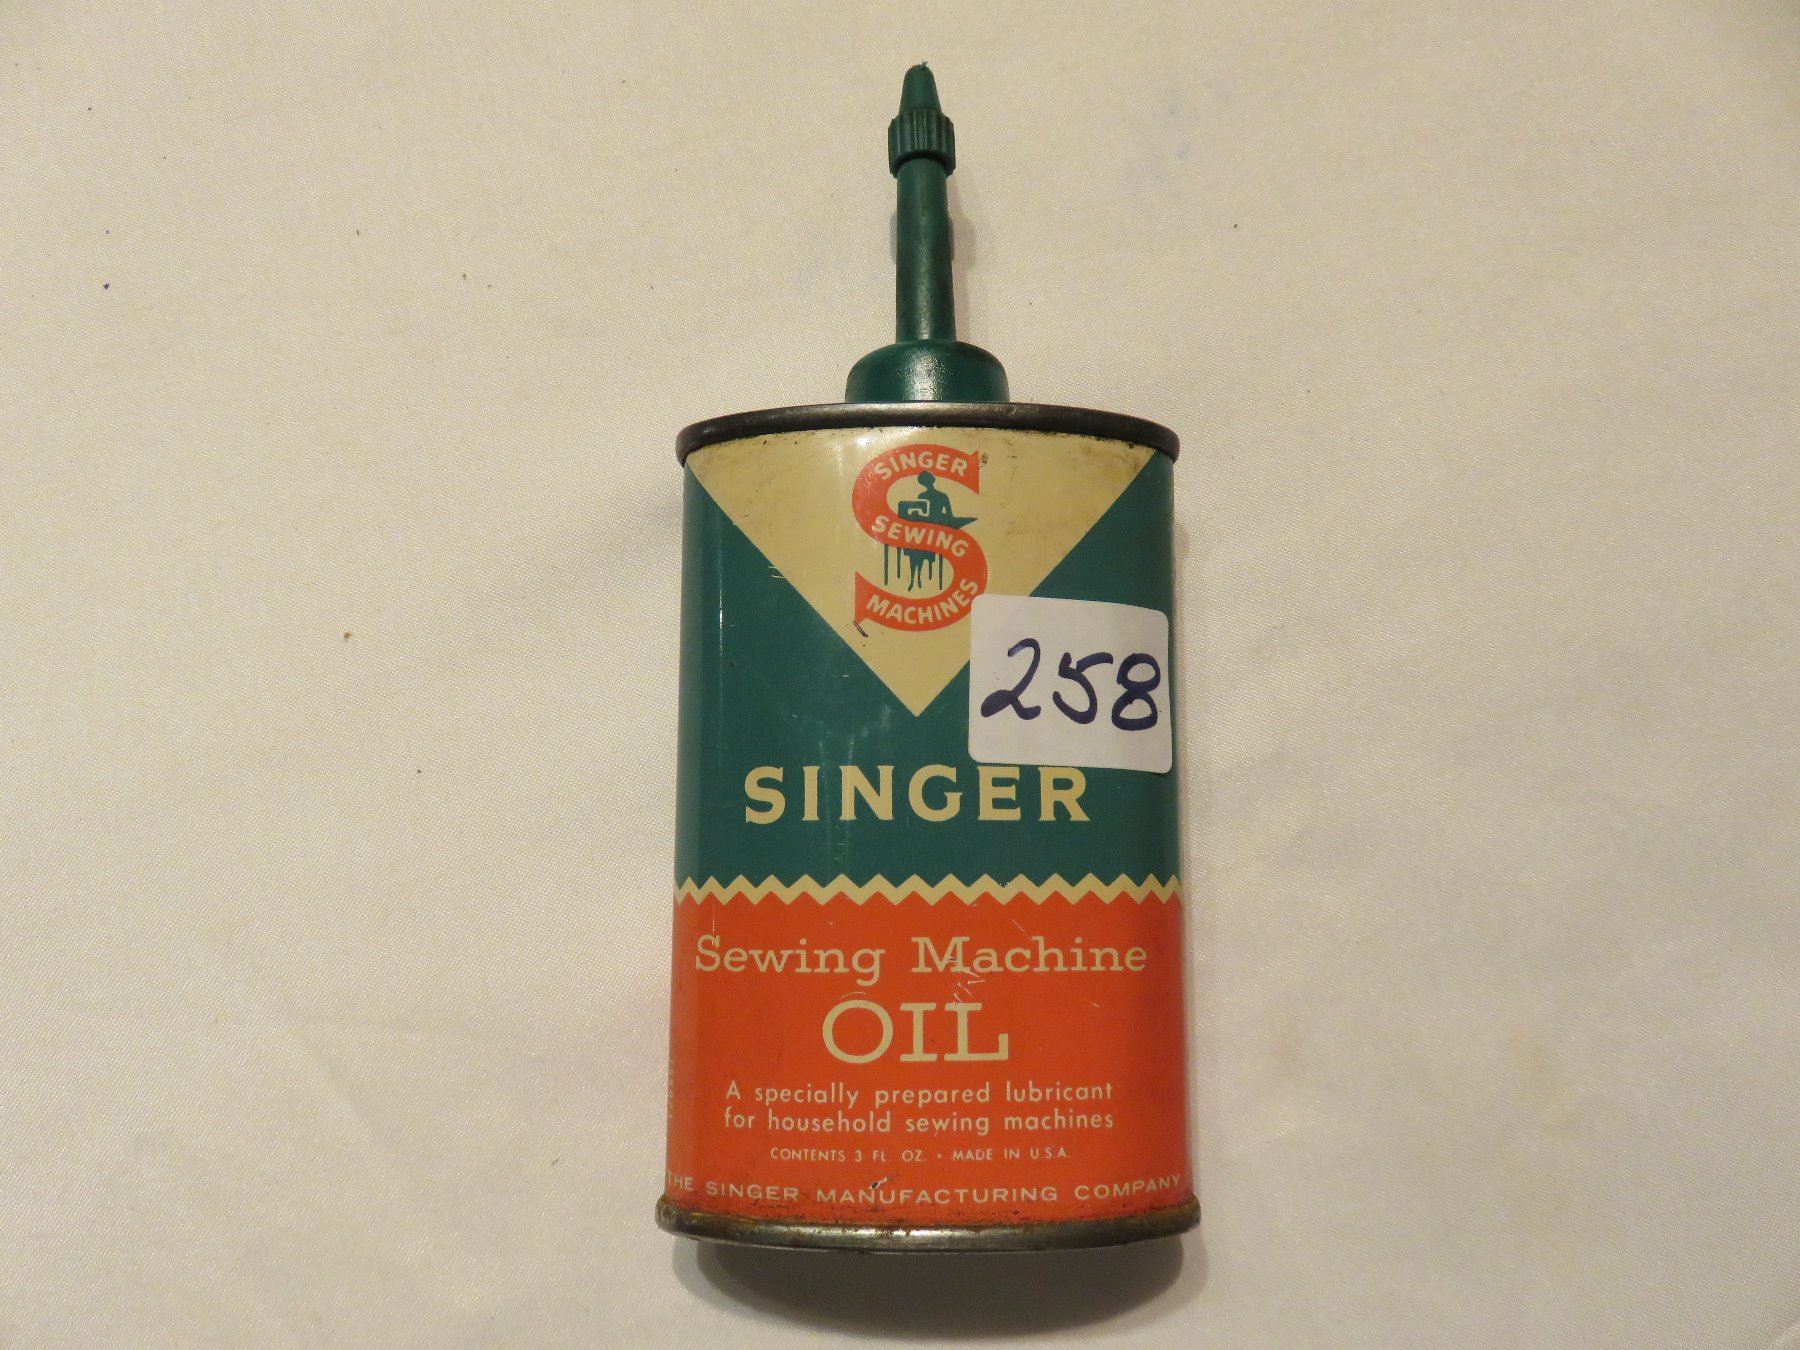 SINGER
SEWING
MACHINES
258
SINGER
Sewing Machine
OIL
A specially prepared lubricant
for household sewing machines
CONTENTS 3 FL. OZ. • MADE IN U.S.A.
THE SINGER MANUFACTURING COMPANY